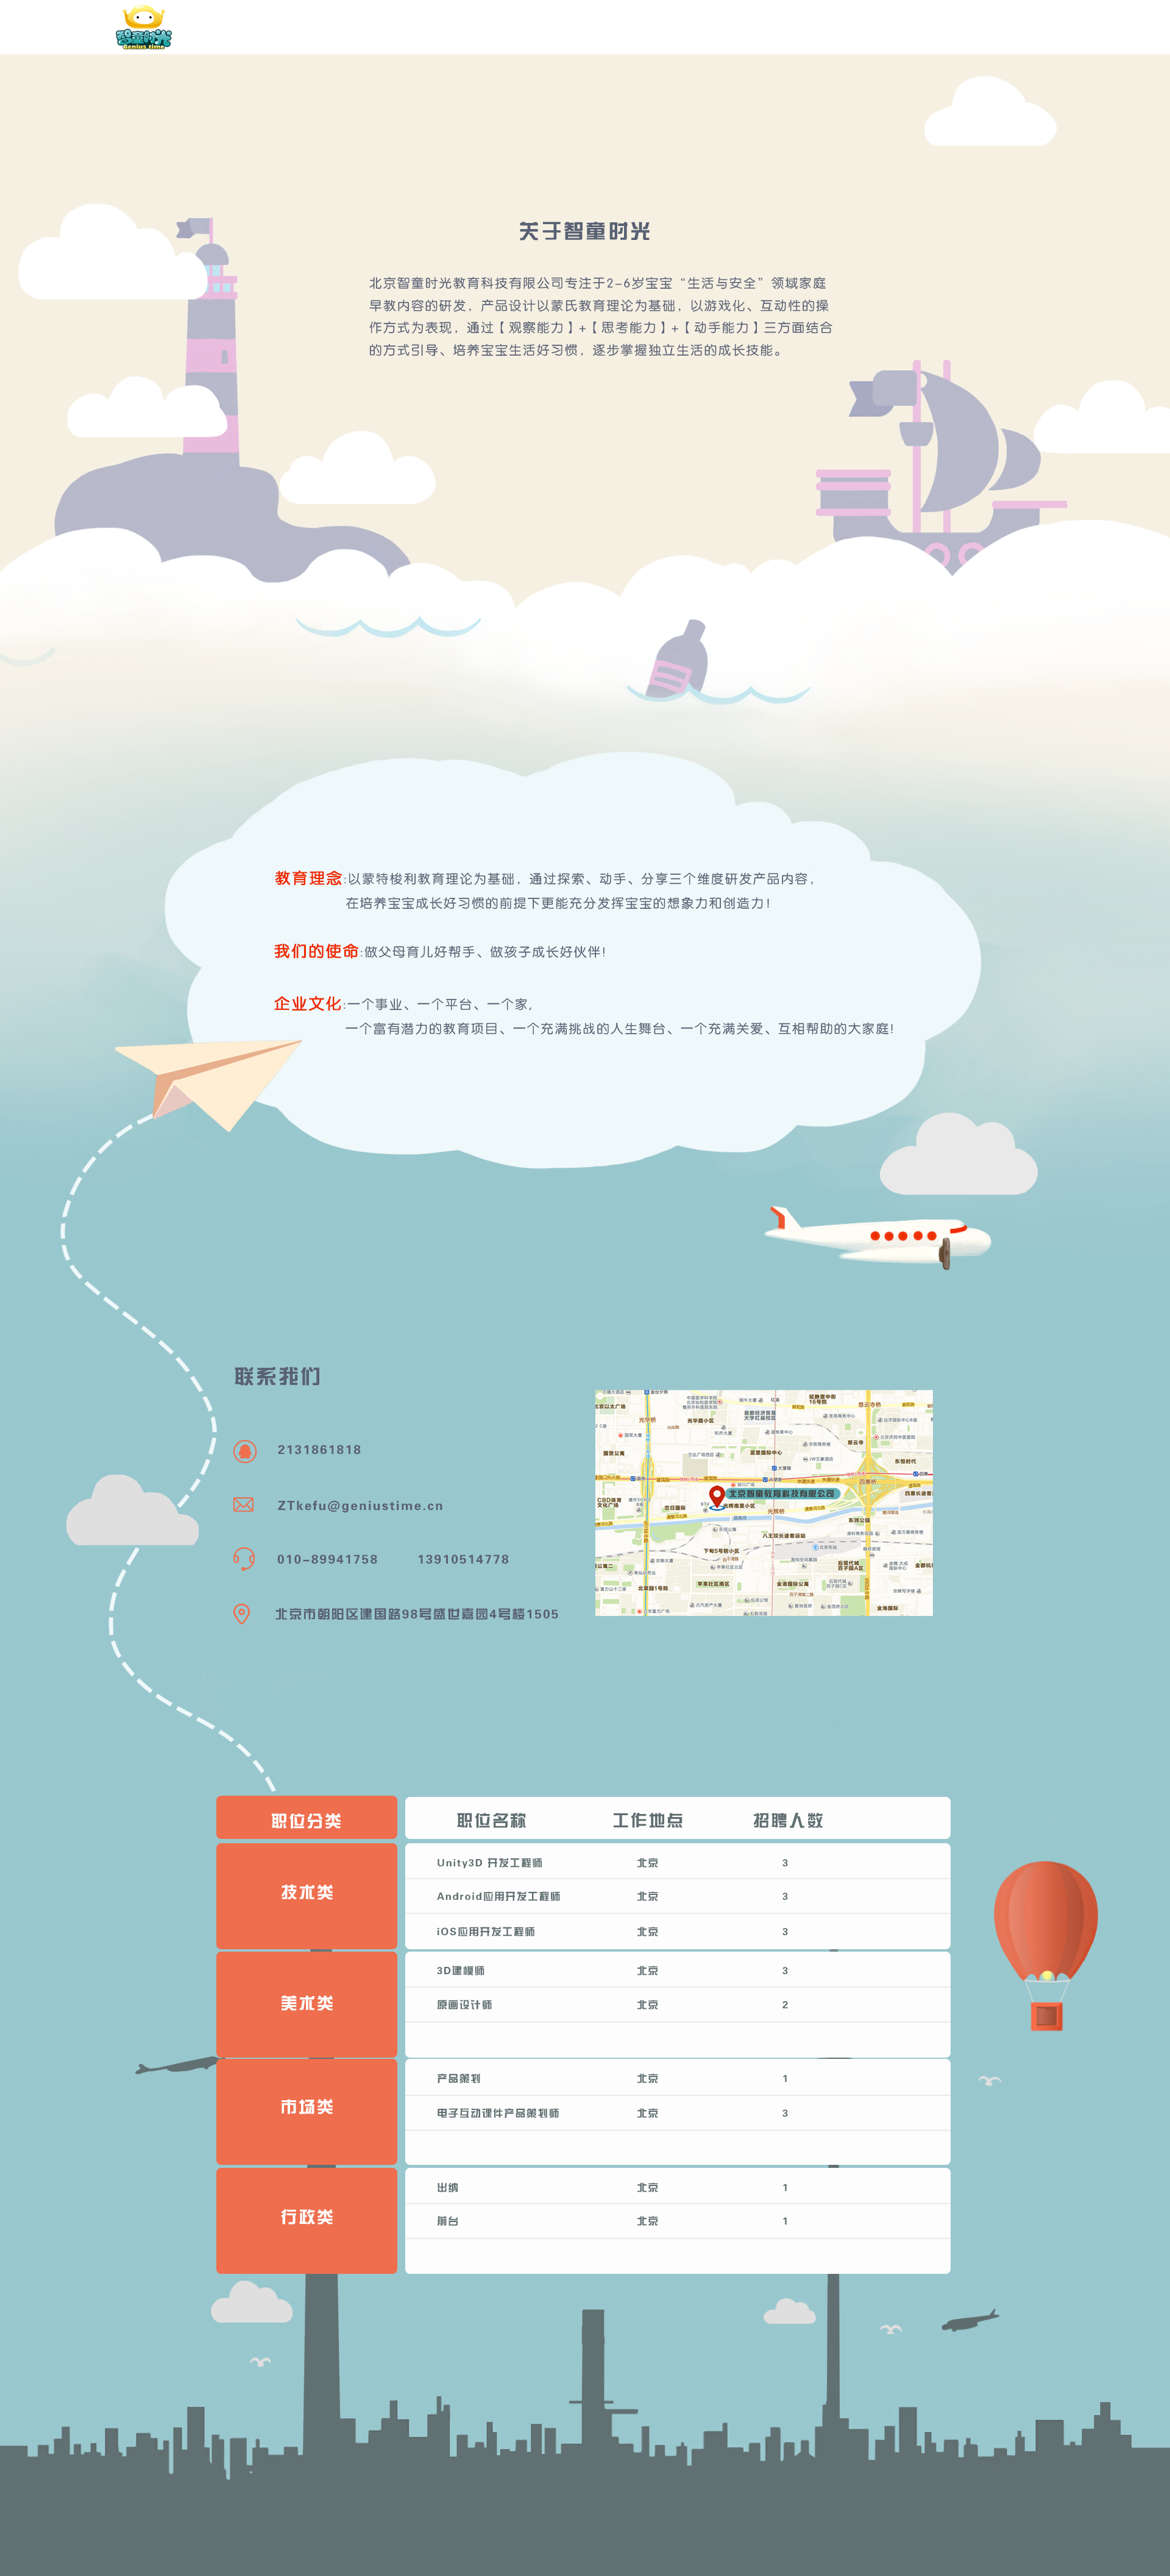 智童时光
Genius time
关于智童时光
北京智童时光教育科技有限公司专注于2-6岁宝宝“生活与安全”领域家庭
早教内容的研发，产品设计以蒙氏教育理论为基础，以游戏化、互动性的操
作方式为表现，通过【观察能力】+【思考能力】+【动手能力】三方面结合
的方式引导、培养宝宝生活好习惯，逐步掌握独立生活的成长技能。
教育理念:以蒙特梭利教育理论为基础，通过探索、动手、分享三个维度研发产品内容，
在培养宝宝成长好习惯的前提下更能充分发挥宝宝的想象力和创造力!
我们的使命:做父母育儿好帮手、做孩子成长好伙伴!
企业文化:一个事业、一个平台、一个家,
一个富有潜力的教育项目、一个充满挑战的人生舞台、一个充满关爱、互相帮助的大家庭!
联系我们
2131861818
ZTkefu@geniustime.cn
010-89941758 13910514778
北京市朝阳区建国路98号盛世嘉园4号楼1505
北京智童教育科技有限公司
职位分类 职位名称 工作地点 招聘人数
技术类
Unity3D 开发工程师 北京 3
Android应用开发工程师 北京 3
iOS应用开发工程师 北京 3
美术类
3D建模师 北京 3
原画设计师 北京 2
市场类
产品策划 北京 1
电子互动课件产品策划师 北京 3
行政类
出纳 北京 1
前台 北京 1